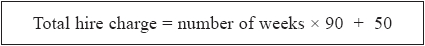 Total hire charge = number of weeks × 90 + 50